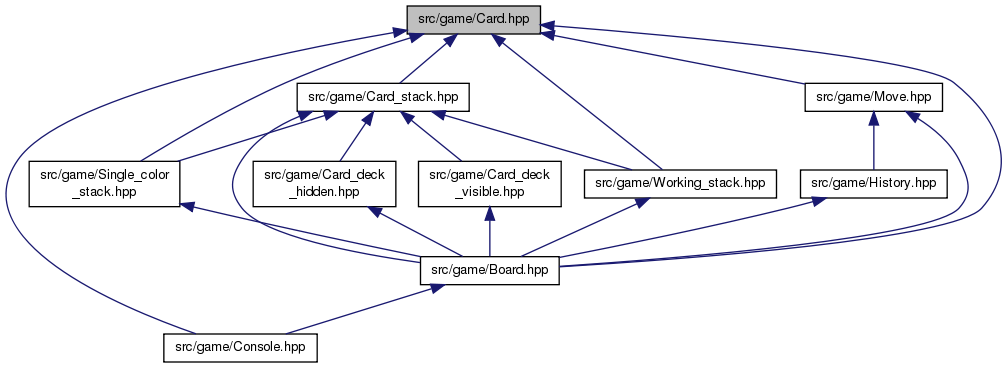 src/game/Card.hpp
src/game/Card_stack.hpp
src/game/Move.hpp
src/game/Single_color
_stack.hpp
src/game/Card_deck
_hidden.hpp
src/game/Card_deck
_visible.hpp
src/game/Working_stack.hpp
src/game/History.hpp
src/game/Board.hpp
src/game/Console.hpp